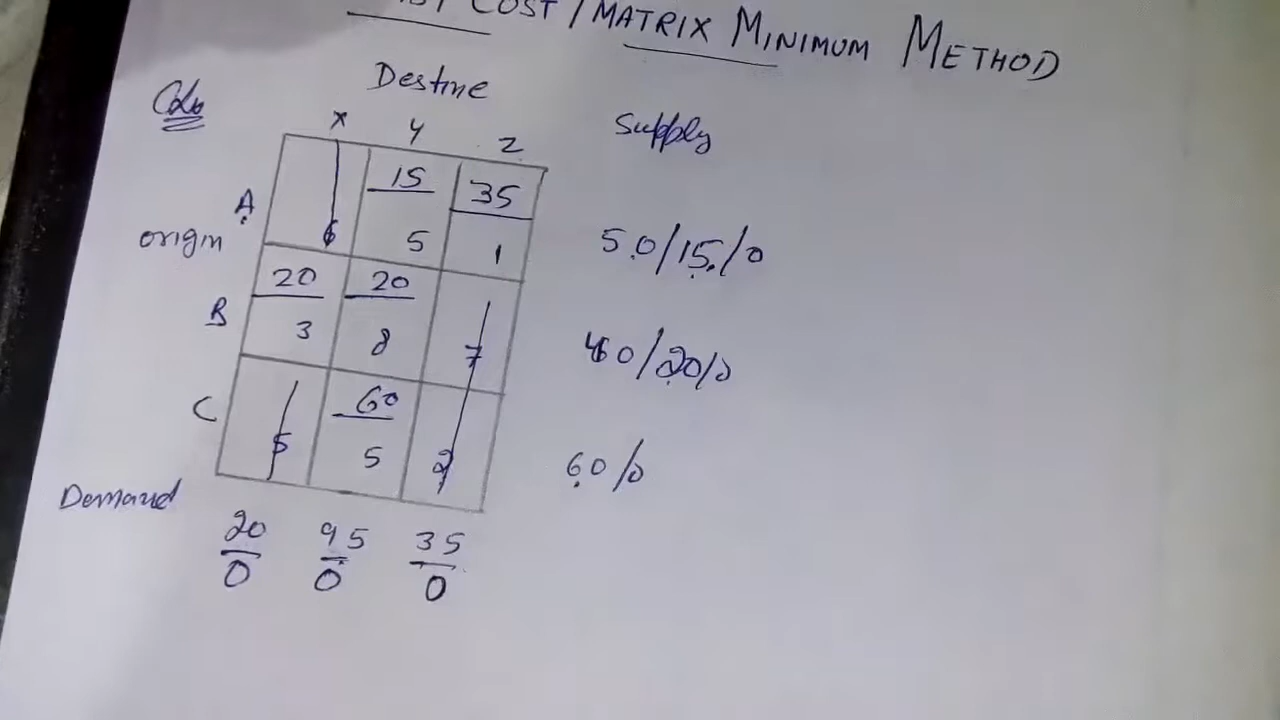 COST / MATRIX MINIMUM METHOD
Destine
x y z Supply
15 35
A 6 5 1 50/15/0
origin
20 20
B 3 8 7 40/20/0
60
C 5 5 2 60/0
Demand
20 95 35
0 0 0